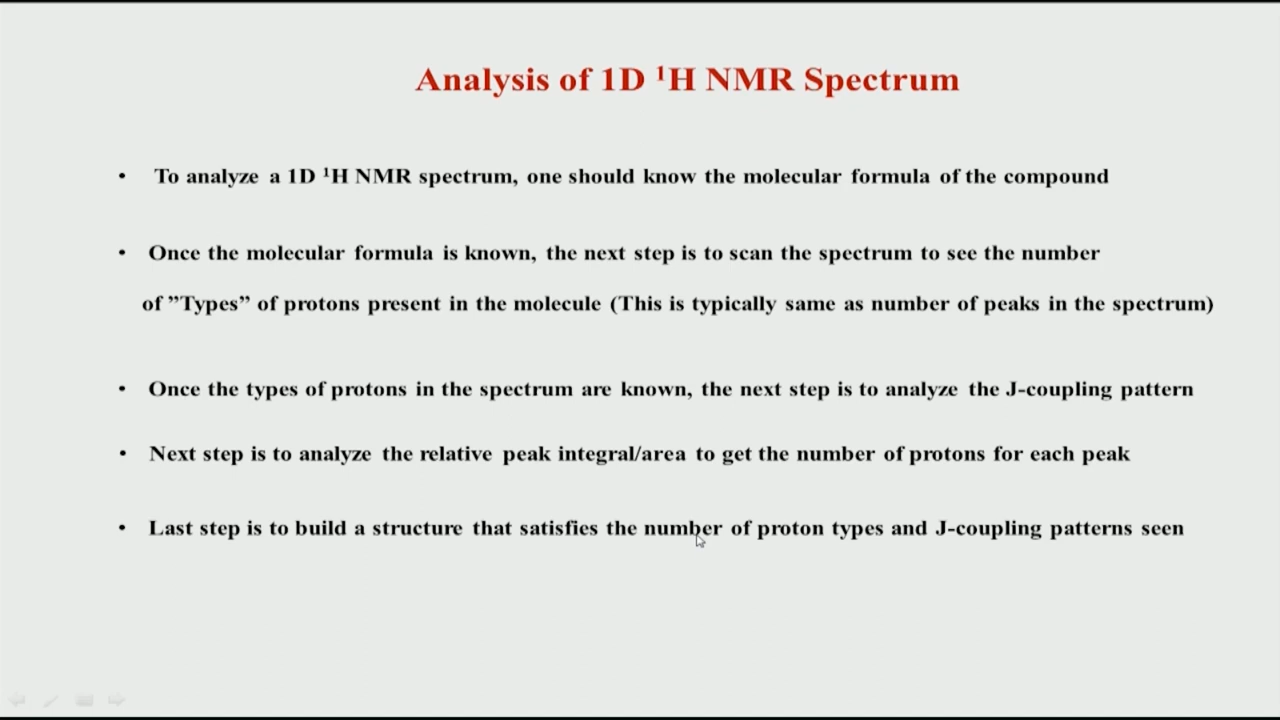 Analysis of 1D ¹H NMR Spectrum
• To analyze a 1D ¹H NMR spectrum, one should know the molecular formula of the compound
• Once the molecular formula is known, the next step is to scan the spectrum to see the number
of ”Types” of protons present in the molecule (This is typically same as number of peaks in the spectrum)
• Once the types of protons in the spectrum are known, the next step is to analyze the J-coupling pattern
• Next step is to analyze the relative peak integral/area to get the number of protons for each peak
• Last step is to build a structure that satisfies the number of proton types and J-coupling patterns seen